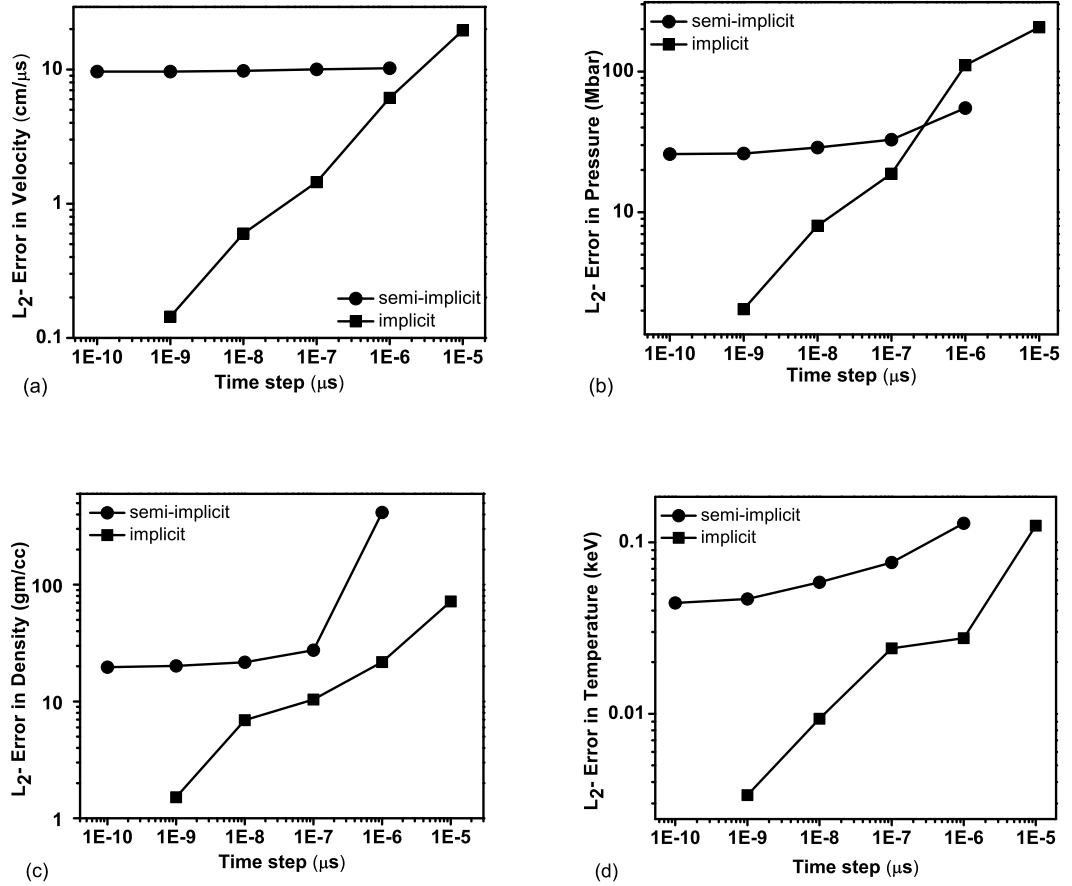 L2- Error in Velocity (cm/μs)
10
1
0.1
semi-implicit
implicit
1E-10 1E-9 1E-8 1E-7 1E-6 1E-5
Time step (μs)
(a)
L2- Error in Pressure (Mbar)
100
10
semi-implicit
implicit
1E-10 1E-9 1E-8 1E-7 1E-6 1E-5
Time step (μs)
(b)
L2- Error in Density (gm/cc)
100
10
1
semi-implicit
implicit
1E-10 1E-9 1E-8 1E-7 1E-6 1E-5
Time step (μs)
(c)
L2- Error in Temperature (keV)
0.1
0.01
semi-implicit
implicit
1E-10 1E-9 1E-8 1E-7 1E-6 1E-5
Time step (μs)
(d)